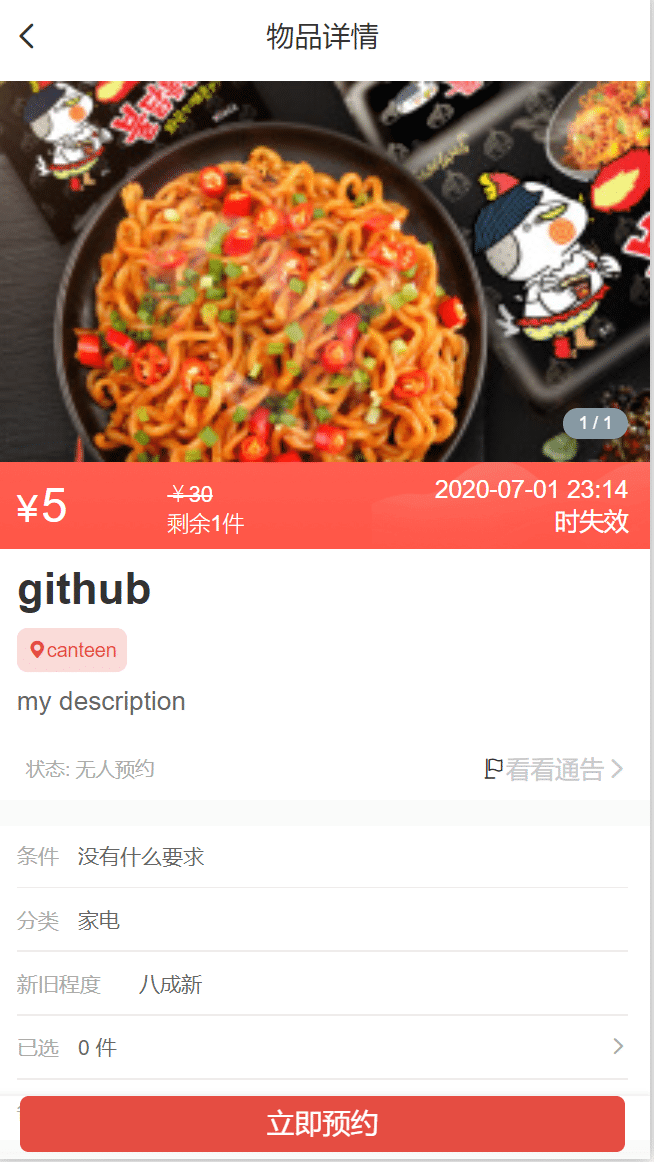 物品详情
1 / 1
¥5
￥30
2020-07-01 23:14
剩余1件
时失效
github
canteen
my description
状态: 无人预约
看看通告
条件 没有什么要求
分类 家电
新旧程度 八成新
已选 0 件
立即预约